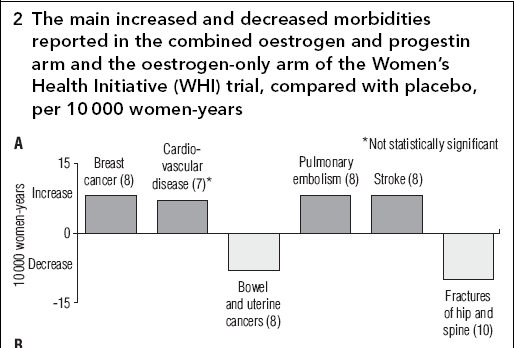 2 The main increased and decreased morbidities
reported in the combined oestrogen and progestin
arm and the oestrogen-only arm of the Women's
Health Initiative (WHI) trial, compared with placebo,
per 10 000 women-years
A
*Not statistically significant
15
Increase
0
Decrease
-15
10 000 women-years
Breast
cancer (8)
Cardio-
vascular
disease (7)*
Bowel
and uterine
cancers (8)
Pulmonary
embolism (8)
Stroke (8)
Fractures
of hip and
spine (10)
B